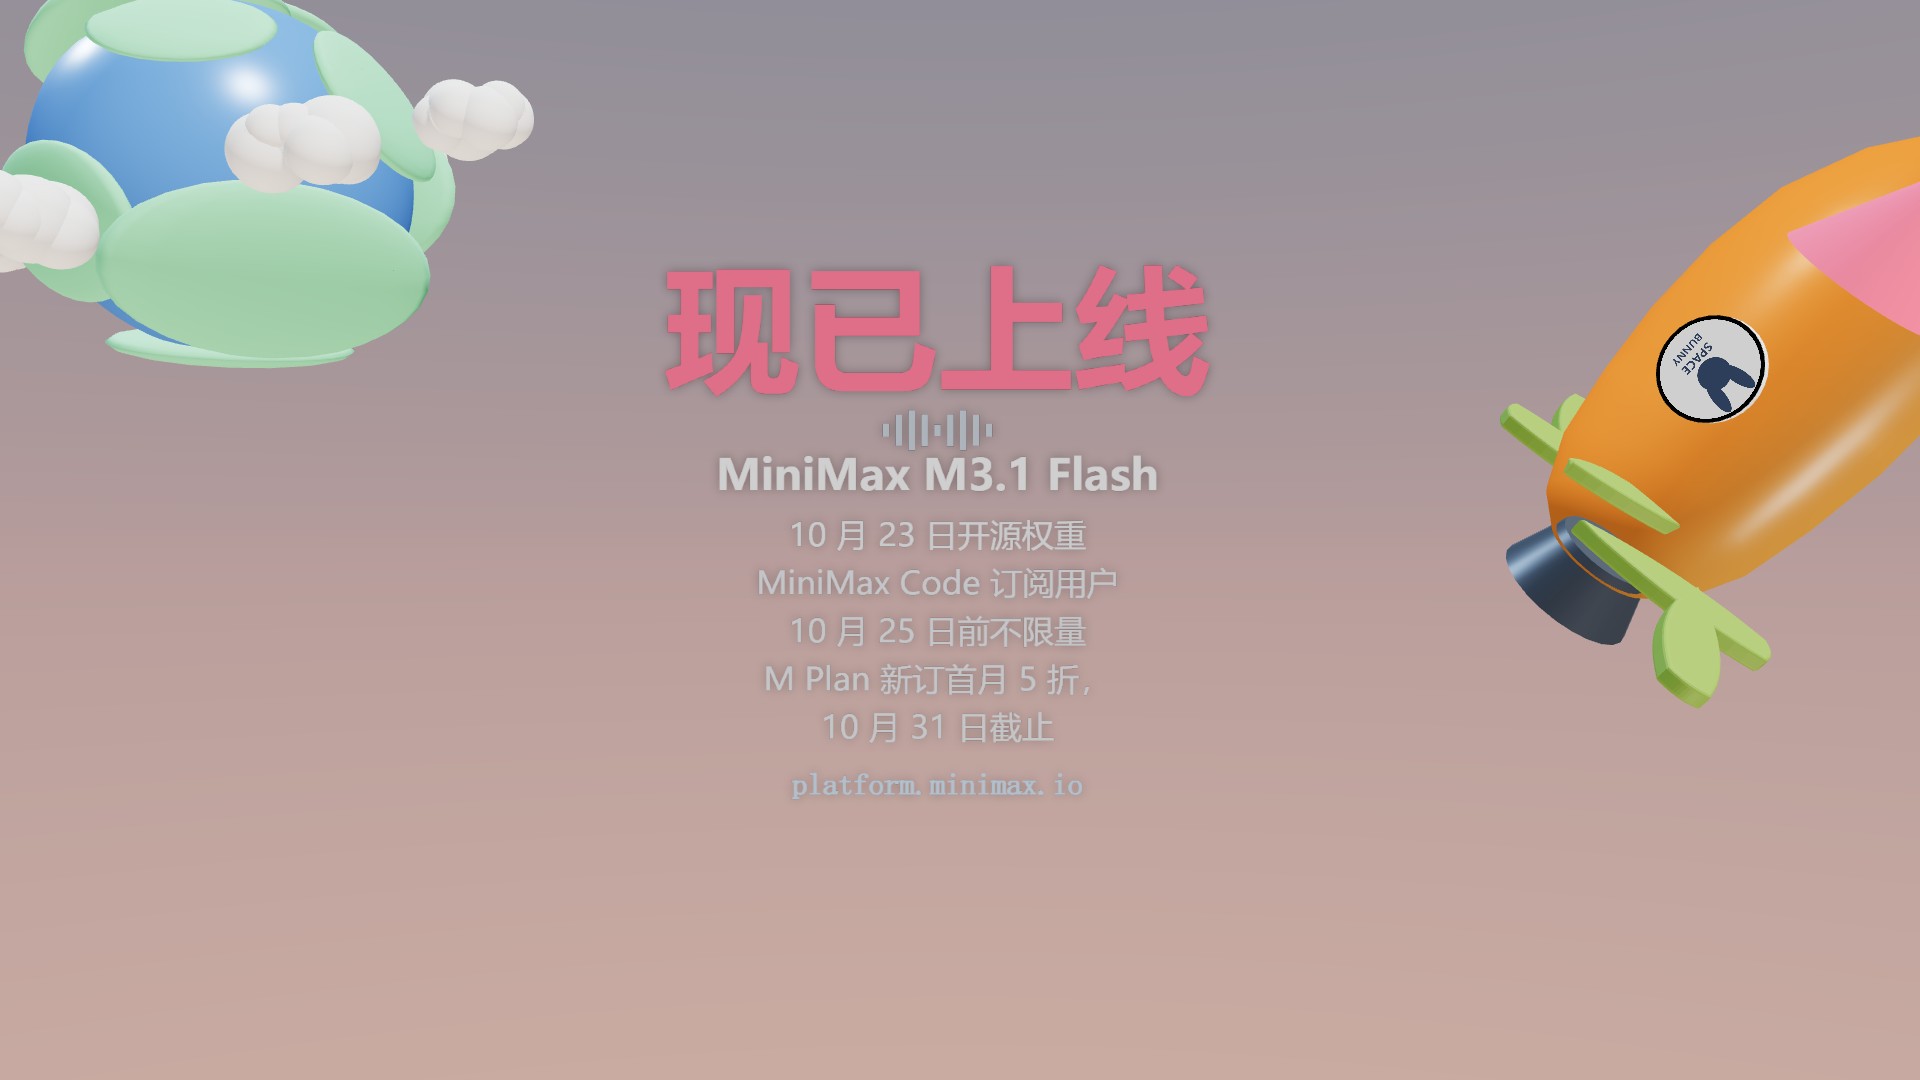 现已上线
MiniMax M3.1 Flash
10 月 23 日开源权重
MiniMax Code 订阅用户
10 月 25 日前不限量
M Plan 新订首月 5 折，
10 月 31 日截止
platform.minimax.io
SPACE
BUNNY